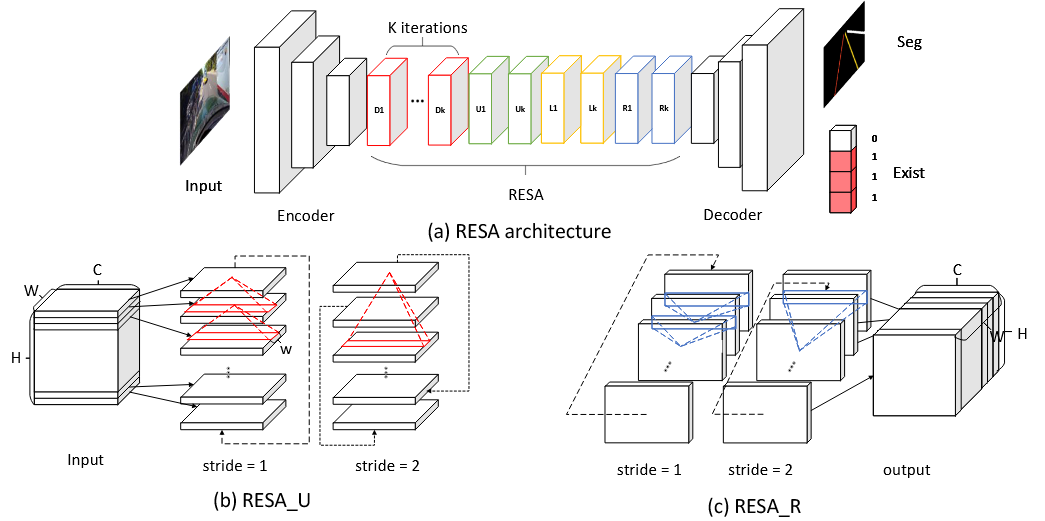 K iterations
Seg
D1
...
Dk
U1
Uk
L1
Lk
R1
Rk
0
1
1
1
Exist
Input
RESA
Encoder
Decoder
(a) RESA architecture
C
W
H
w
Input
stride = 1
stride = 2
(b) RESA_U
C
W
H
stride = 1
stride = 2
output
(c) RESA_R